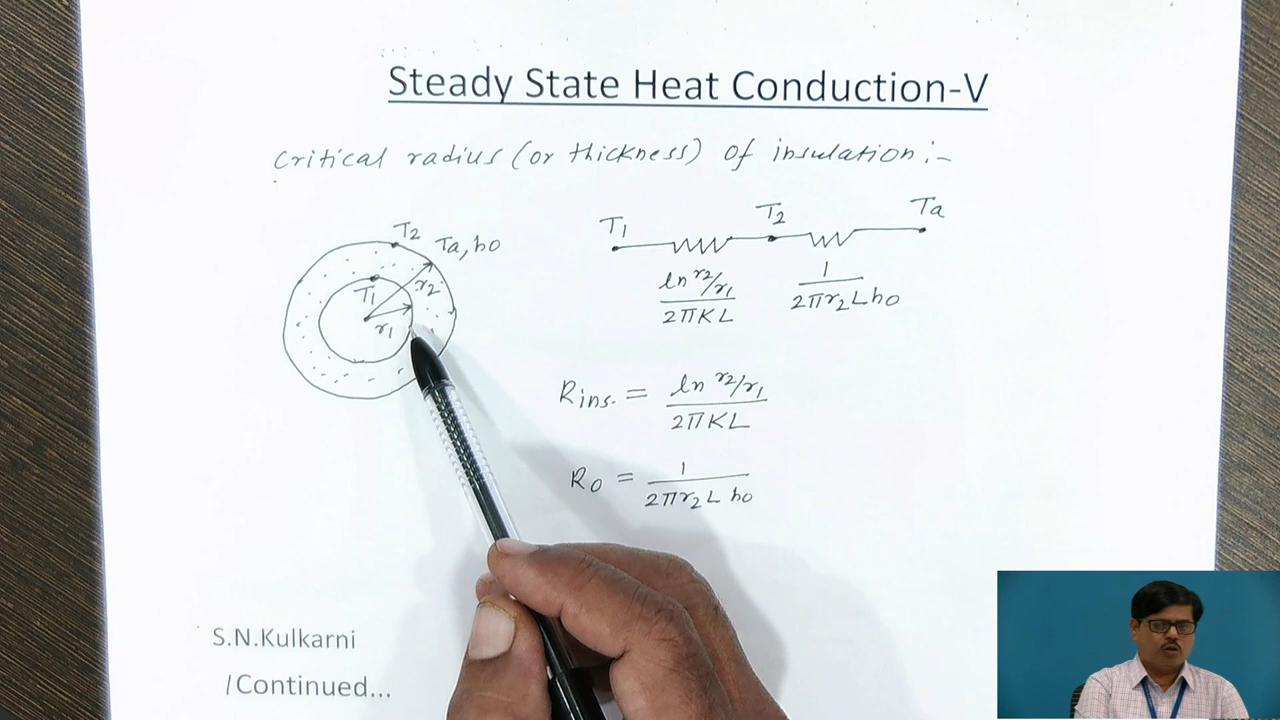 Steady State Heat Conduction-V
Critical radius (or thickness) of insulation :-
T2
Ta, ho
T1
r2
r1
T1 T2 Ta
ln r2/r1
2πKL
1
2πr2Lho
Rins. = ln r2/r1
2πKL
Ro = 1
2πr2L ho
S.N.Kulkarni
/Continued...